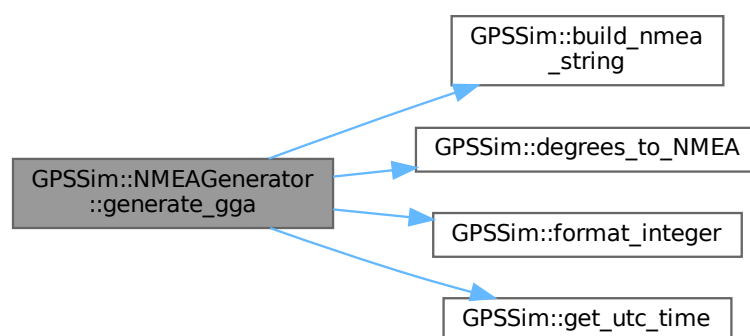 GPSSim::build_nmea
_string
GPSSim::NMEAGenerator
::generate_gga
GPSSim::degrees_to_NMEA
GPSSim::format_integer
GPSSim::get_utc_time